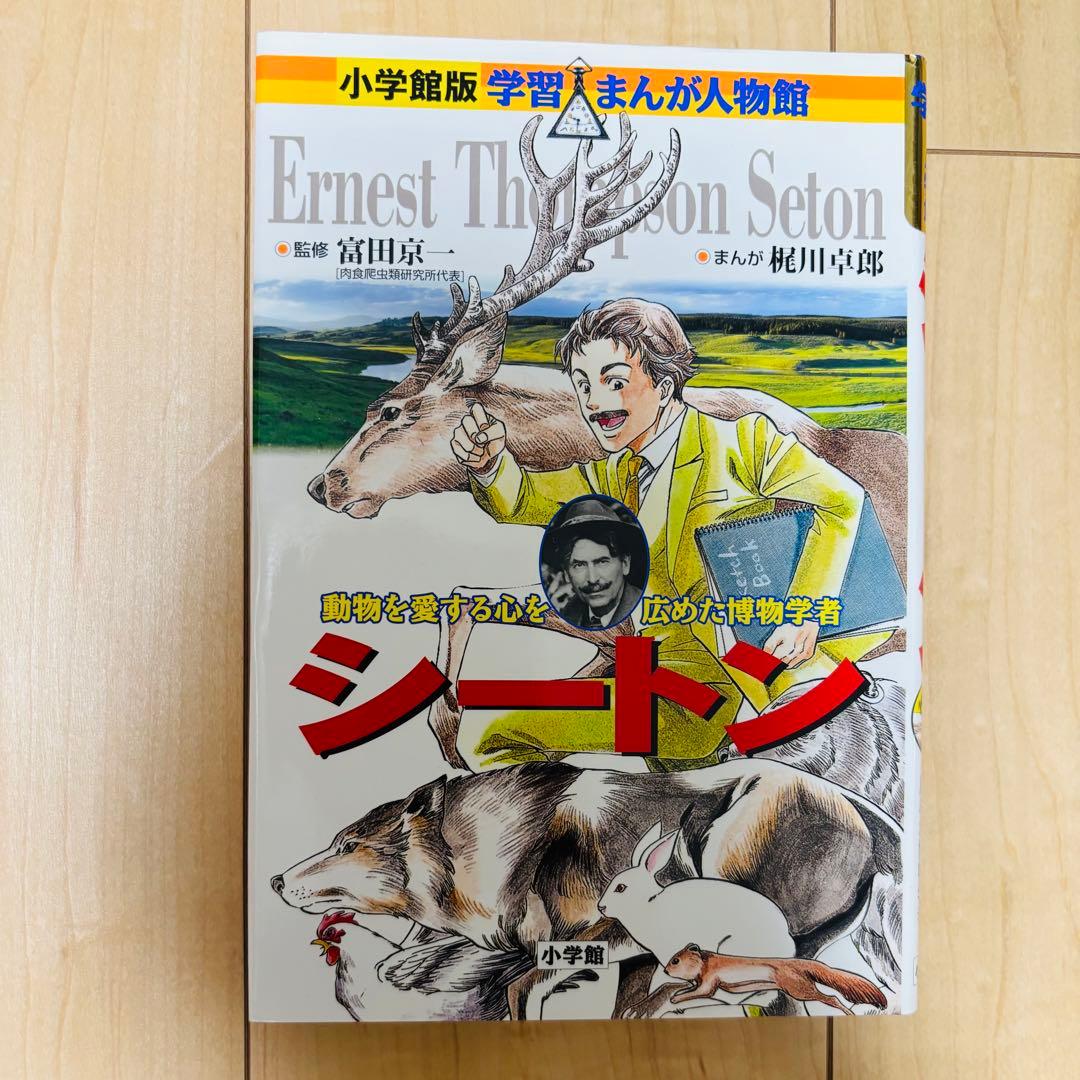 小学館版 学習まんが人物館
Ernest Thompson Seton
監修 富田京一
[肉食爬虫類研究所代表]
まんが 梶川卓郎
Sketch
Book
動物を愛する心を広めた博物学者
シートン
小学館